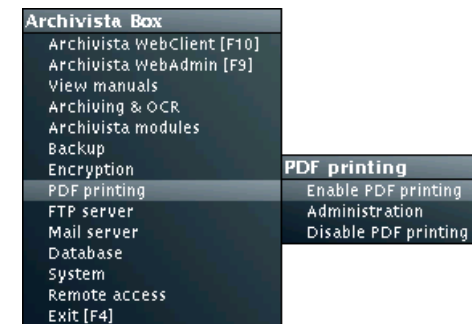 Archivista Box
Archivista WebClient [F10]
Archivista WebAdmin [F9]
View manuals
Archiving & OCR
Archivista modules
Backup
Encryption
PDF printing
FTP server
Mail server
Database
System
Remote access
Exit [F4]
PDF printing
Enable PDF printing
Administration
Disable PDF printing